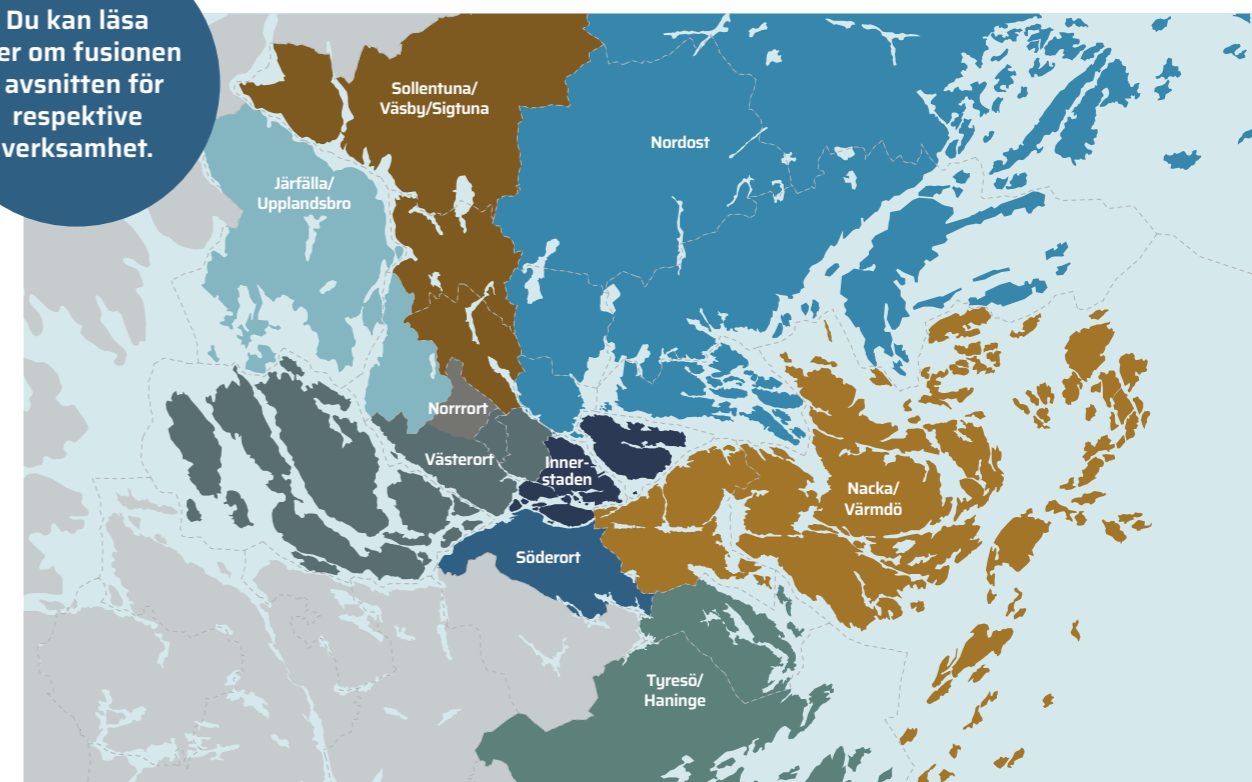 Du kan läsa
er om fusionen
avsnitten för
respektive
verksamhet.
Sollentuna/
Väsby/Sigtuna
Nordost
Järfälla/
Upplandsbro
Norrrort
Västerort
Inner-
staden
Nacka/
Värmdö
Söderort
Tyresö/
Haninge